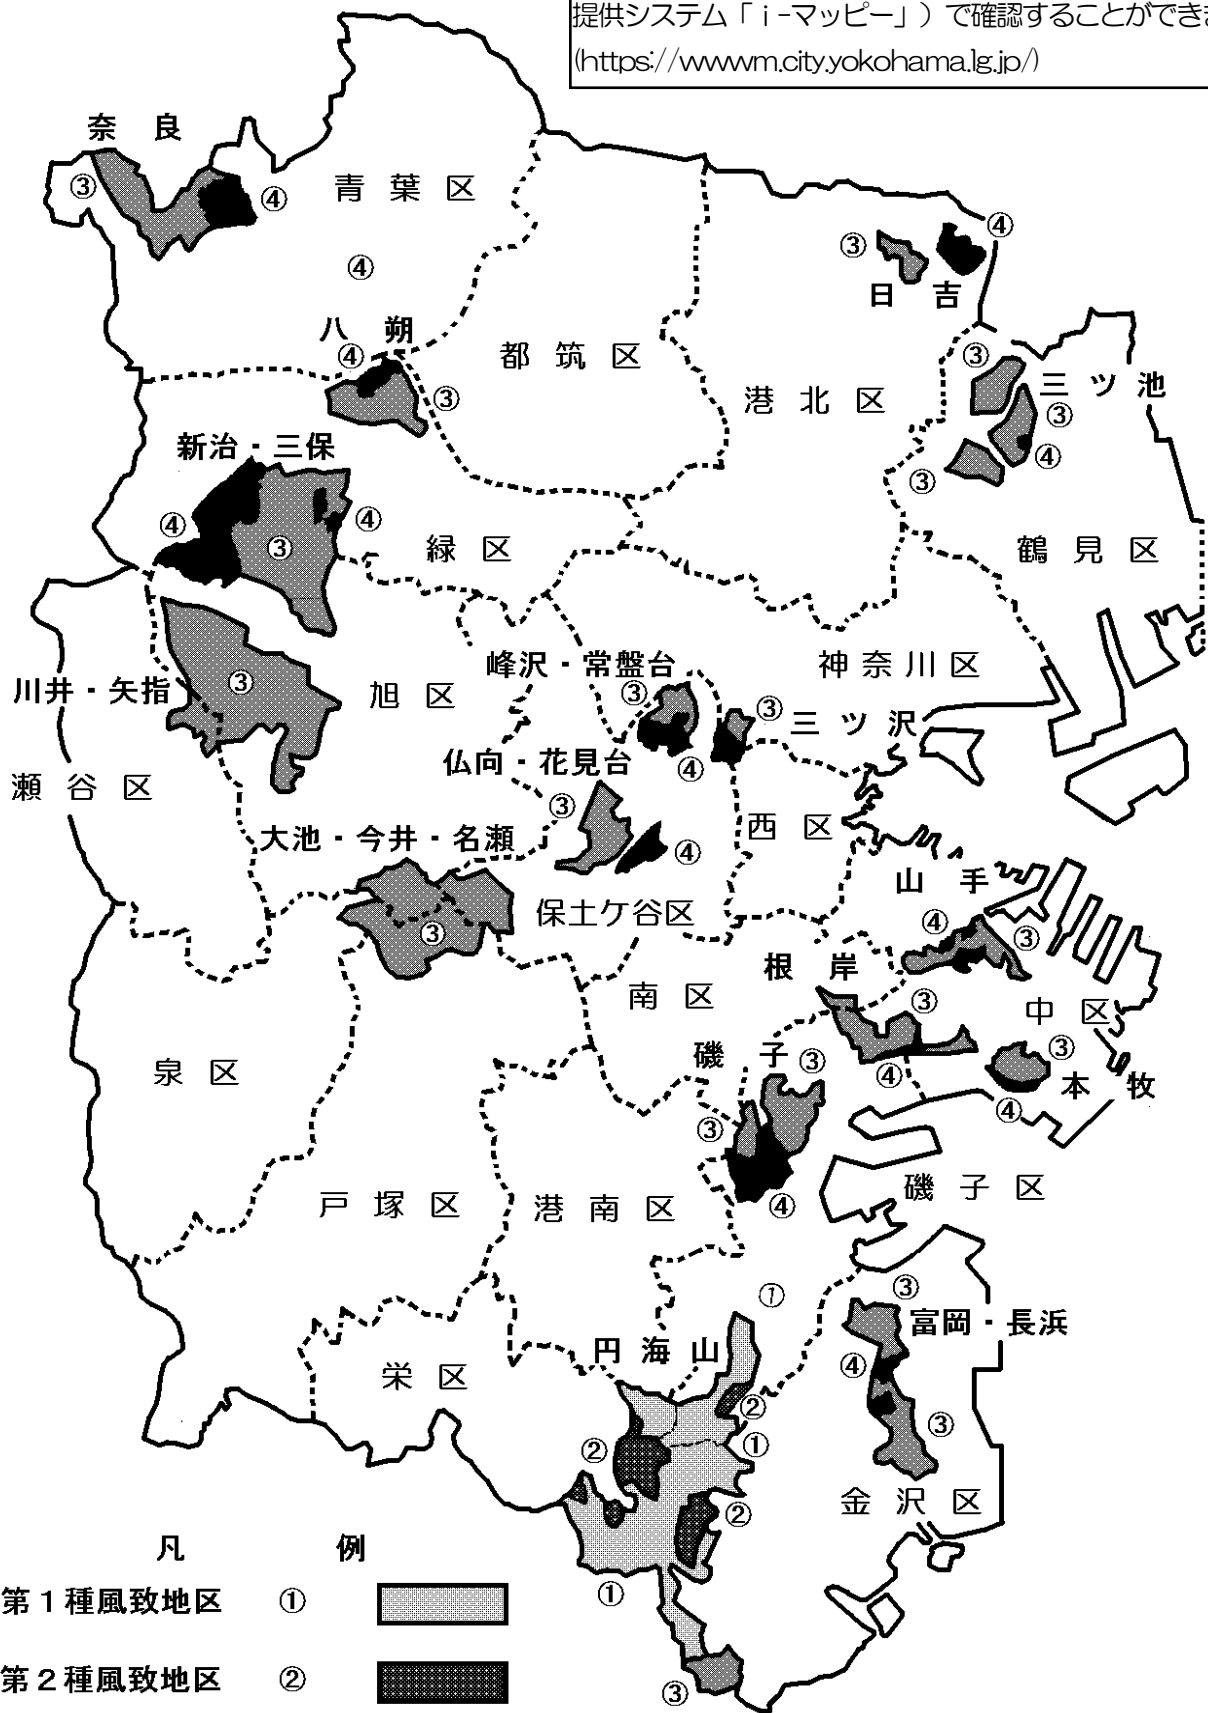 提供システム「ｉ-マッピー」）で確認することができ
(https://wwwm.city.yokohama.lg.jp/)
奈 良
③
④
青 葉 区
④
③
④
日 吉
八 朔
④
③
都 筑 区
③
三 ツ 池
③
④
③
港 北 区
新治・三保
④
④
③
緑 区
鶴 見 区
川井・矢指
③
旭 区
峰沢・常盤台
③
④
③
三 ツ 沢
神 奈 川 区
瀬 谷 区
仏向・花見台
③
④
西 区
大池・今井・名瀬
③
保土ケ谷区
山 手
④
③
根 岸
③
④
中 区
南 区
③
本 牧
④
泉 区
磯 子
③
③
④
磯 子 区
戸 塚 区
港 南 区
①
③
富岡・長浜
④
③
円 海 山
栄 区
②
①
②
②
金 沢 区
①
③
凡 例
第１種風致地区 ①
第２種風致地区 ②